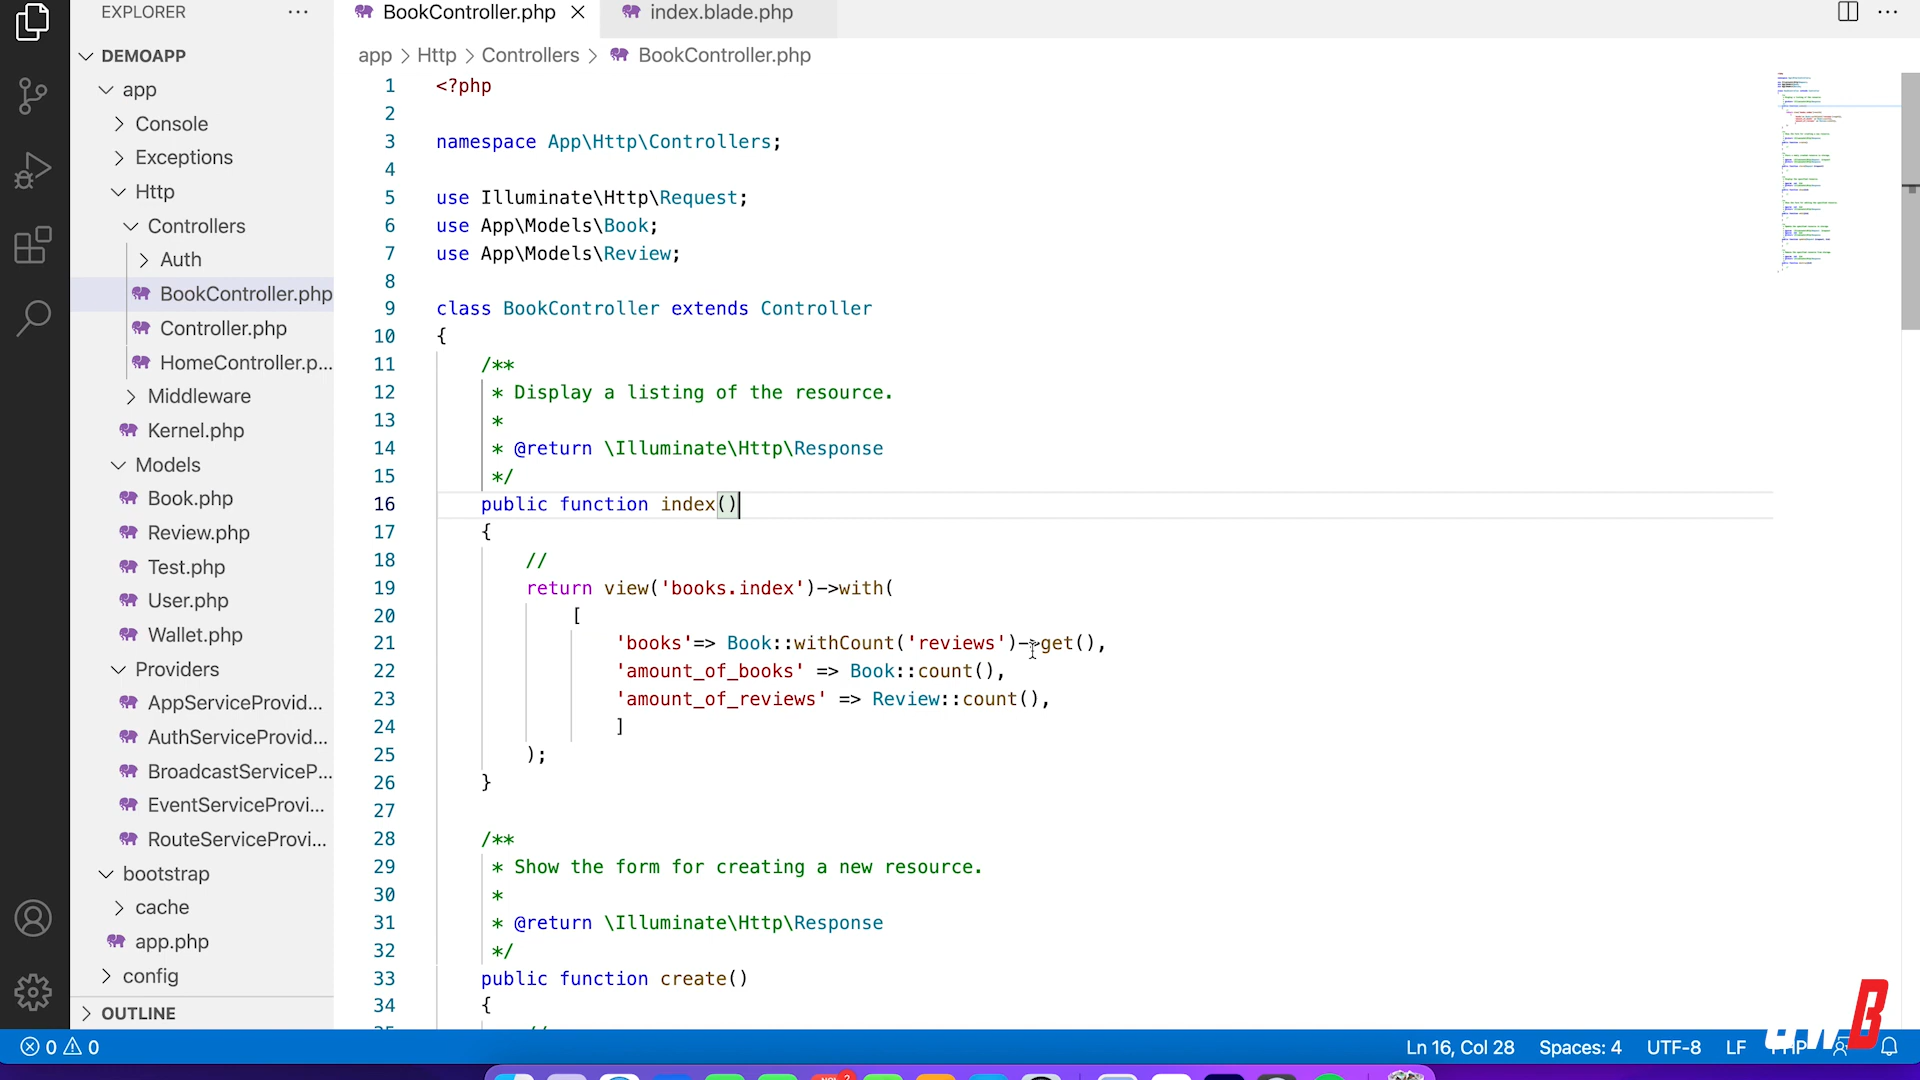 EXPLORER
DEMOAPP
app
Console
Exceptions
Http
Controllers
Auth
BookController.php
Controller.php
HomeController.p...
Middleware
Kernel.php
Models
Book.php
Review.php
Test.php
User.php
Wallet.php
Providers
AppServiceProvid...
AuthServiceProvid...
BroadcastServiceP...
EventServiceProvi...
RouteServiceProvi...
bootstrap
cache
app.php
config
OUTLINE
BookController.php
index.blade.php
app > Http > Controllers > BookController.php
1 <?php
2
3 namespace App\Http\Controllers;
4
5 use Illuminate\Http\Request;
6 use App\Models\Book;
7 use App\Models\Review;
8
9 class BookController extends Controller
10 {
11 /**
12 * Display a listing of the resource.
13 *
14 * @return \Illuminate\Http\Response
15 */
16 public function index()
17 {
18 //
19 return view('books.index')->with(
20 [
21 'books'=> Book::withCount('reviews')->get(),
22 'amount_of_books' => Book::count(),
23 'amount_of_reviews' => Review::count(),
24 ]
25 );
26 }
27
28 /**
29 * Show the form for creating a new resource.
30 *
31 * @return \Illuminate\Http\Response
32 */
33 public function create()
34 {
0 0
Ln 16, Col 28 Spaces: 4 UTF-8 LF PHP